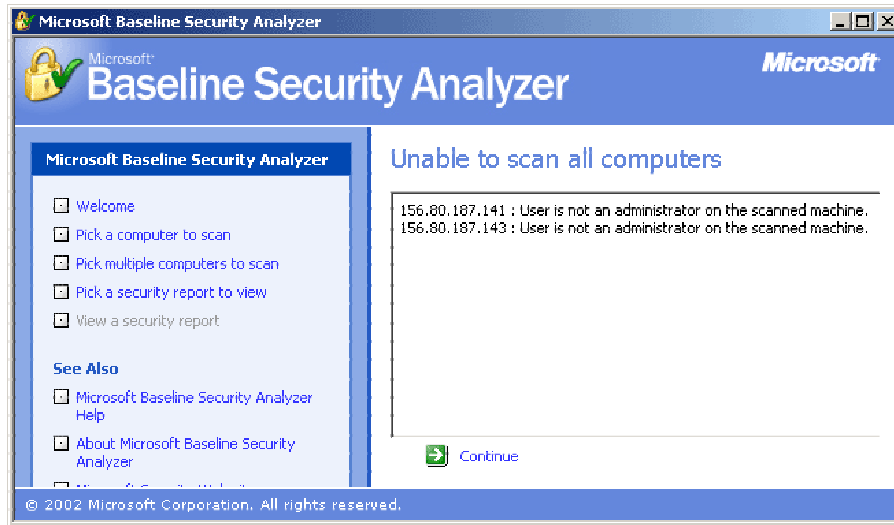 Microsoft Baseline Security Analyzer
Microsoft
Baseline Security Analyzer
Microsoft
Microsoft Baseline Security Analyzer
Welcome
Pick a computer to scan
Pick multiple computers to scan
Pick a security report to view
View a security report
See Also
Microsoft Baseline Security Analyzer
Help
About Microsoft Baseline Security
Analyzer
Unable to scan all computers
156.80.187.141 : User is not an administrator on the scanned machine.
156.80.187.143 : User is not an administrator on the scanned machine.
Continue
© 2002 Microsoft Corporation. All rights reserved.